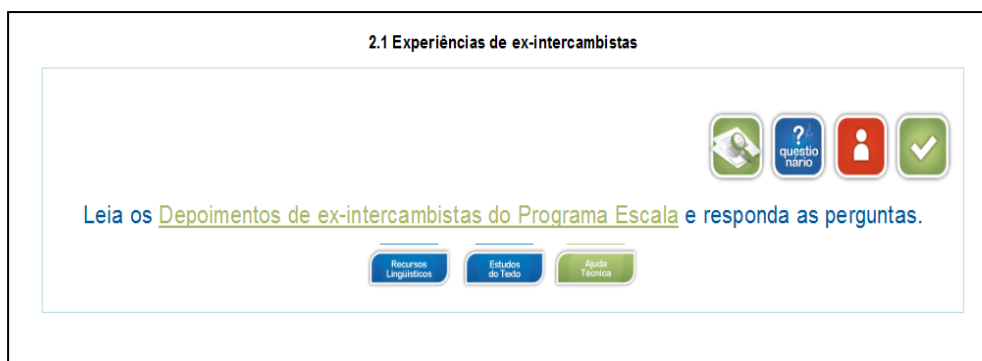 2.1 Experiências de ex-intercambistas
?
questio
nário
Leia os Depoimentos de ex-intercambistas do Programa Escala e responda as perguntas.
Recursos
Lingüísticos
Estudos
do Texto
Ajuda
Técnica